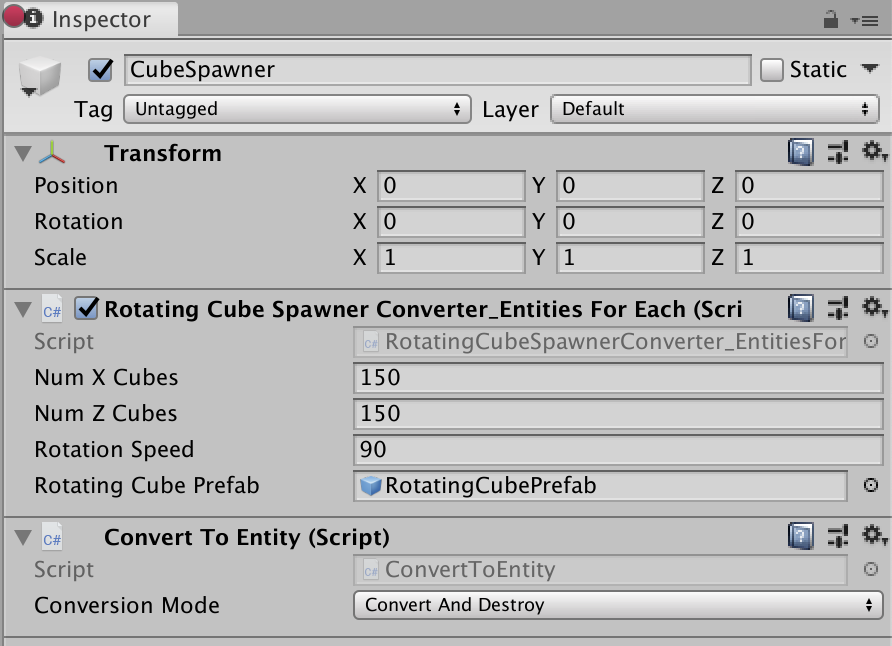 Inspector
CubeSpawner Static
Tag Untagged Layer Default
Transform
Position X 0 Y 0 Z 0
Rotation X 0 Y 0 Z 0
Scale X 1 Y 1 Z 1
C# Rotating Cube Spawner Converter_Entities For Each (Scri
Script C# RotatingCubeSpawnerConverter_EntitiesFor
Num X Cubes 150
Num Z Cubes 150
Rotation Speed 90
Rotating Cube Prefab RotatingCubePrefab
C# Convert To Entity (Script)
Script C# ConvertToEntity
Conversion Mode Convert And Destroy